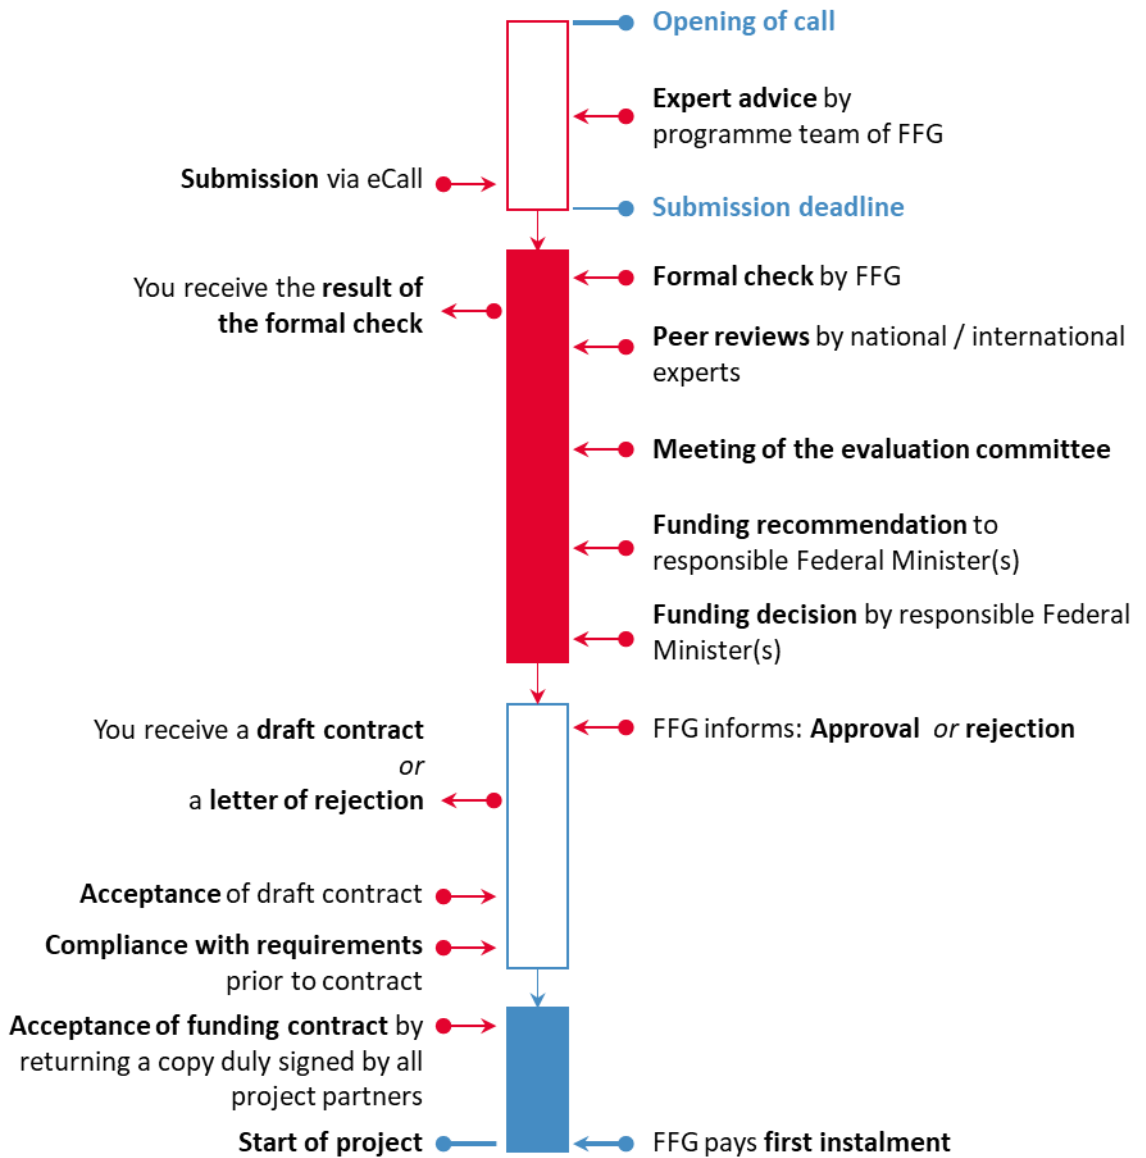 Opening of call
Expert advice by
programme team of FFG
Submission via eCall
Submission deadline
Formal check by FFG
You receive the result of
the formal check
Peer reviews by national / international
experts
Meeting of the evaluation committee
Funding recommendation to
responsible Federal Minister(s)
Funding decision by responsible Federal
Minister(s)
FFG informs: Approval or rejection
You receive a draft contract
or
a letter of rejection
Acceptance of draft contract
Compliance with requirements
prior to contract
Acceptance of funding contract by
returning a copy duly signed by all
project partners
Start of project
FFG pays first instalment